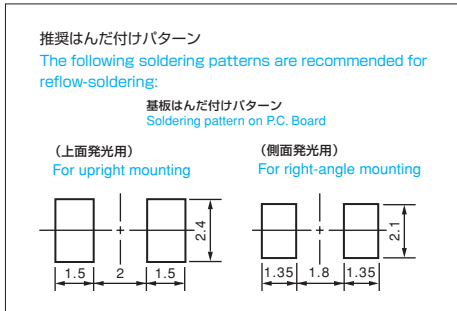 推奨はんだ付けパターン
The following soldering patterns are recommended for
reflow-soldering:
基板はんだ付けパターン
Soldering pattern on P.C. Board
（上面発光用）
For upright mounting
（側面発光用）
For right-angle mounting
2.4
1.5 2 1.5
2.1
1.35 1.8 1.35